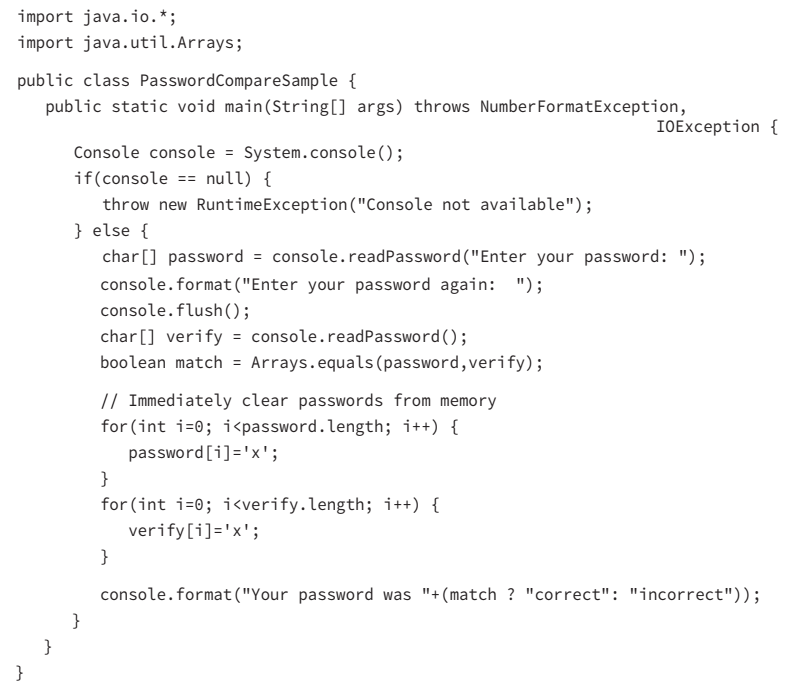 import java.io.*;
import java.util.Arrays;
public class PasswordCompareSample {
   public static void main(String[] args) throws NumberFormatException,
                                                                    IOException {
      Console console = System.console();
      if(console == null) {
         throw new RuntimeException("Console not available");
      } else {
         char[] password = console.readPassword("Enter your password: ");
         console.format("Enter your password again:  ");
         console.flush();
         char[] verify = console.readPassword();
         boolean match = Arrays.equals(password,verify);
         // Immediately clear passwords from memory
         for(int i=0; i<password.length; i++) {
            password[i]='x';
         }
         for(int i=0; i<verify.length; i++) {
            verify[i]='x';
         }
         console.format("Your password was "+(match ? "correct": "incorrect"));
      }
   }
}